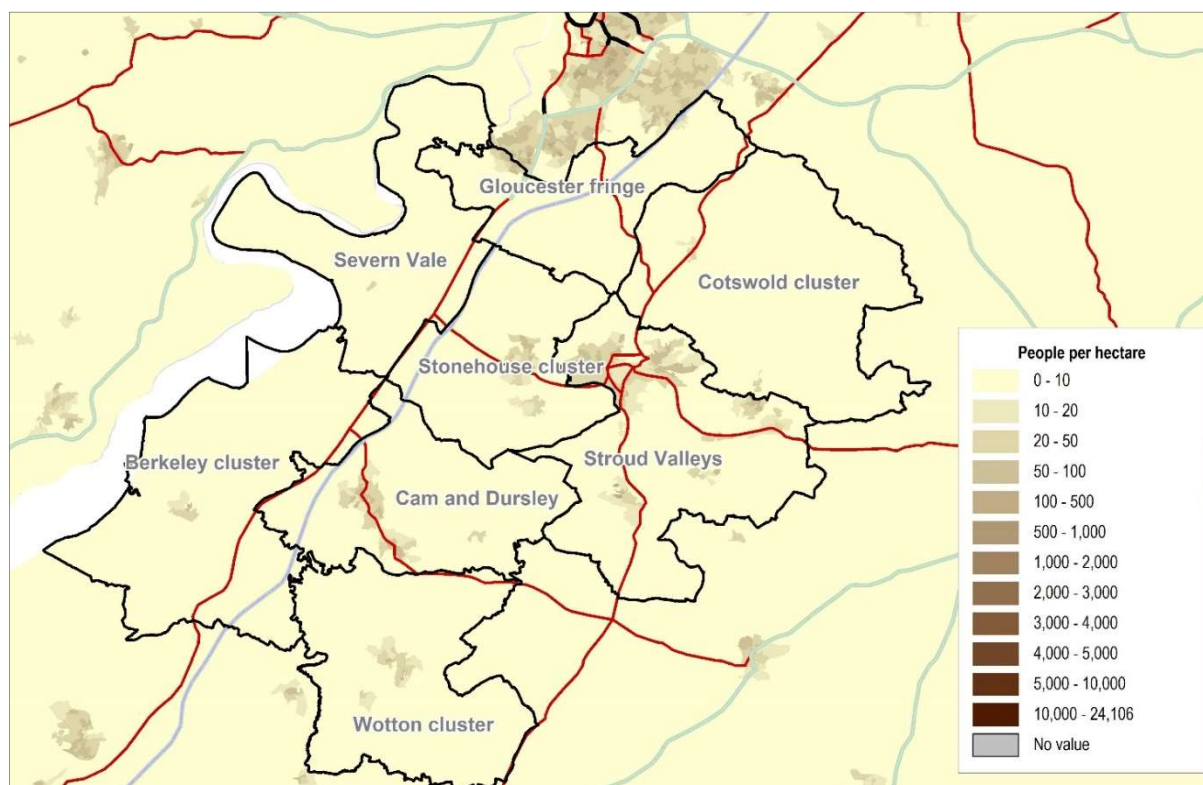 Gloucester fringe
Severn Vale
Cotswold cluster
Stonehouse cluster
Berkeley cluster
Stroud Valleys
Cam and Dursley
Wotton cluster
People per hectare
0 - 10
10 - 20
20 - 50
50 - 100
100 - 500
500 - 1,000
1,000 - 2,000
2,000 - 3,000
3,000 - 4,000
4,000 - 5,000
5,000 - 10,000
10,000 - 24,106
No value